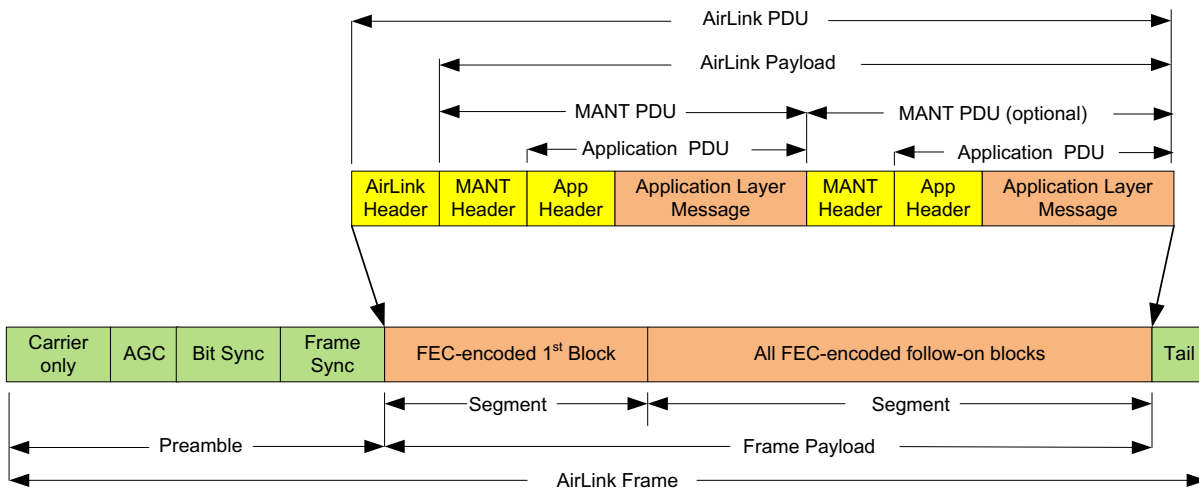 AirLink PDU
AirLink Payload
MANT PDU
MANT PDU (optional)
Application PDU
Application PDU
AirLink
Header
MANT
Header
App
Header
Application Layer
Message
MANT
Header
App
Header
Application Layer
Message
Carrier
only
AGC
Bit Sync
Frame
Sync
FEC-encoded 1st Block
All FEC-encoded follow-on blocks
Tail
Segment
Segment
Preamble
Frame Payload
AirLink Frame